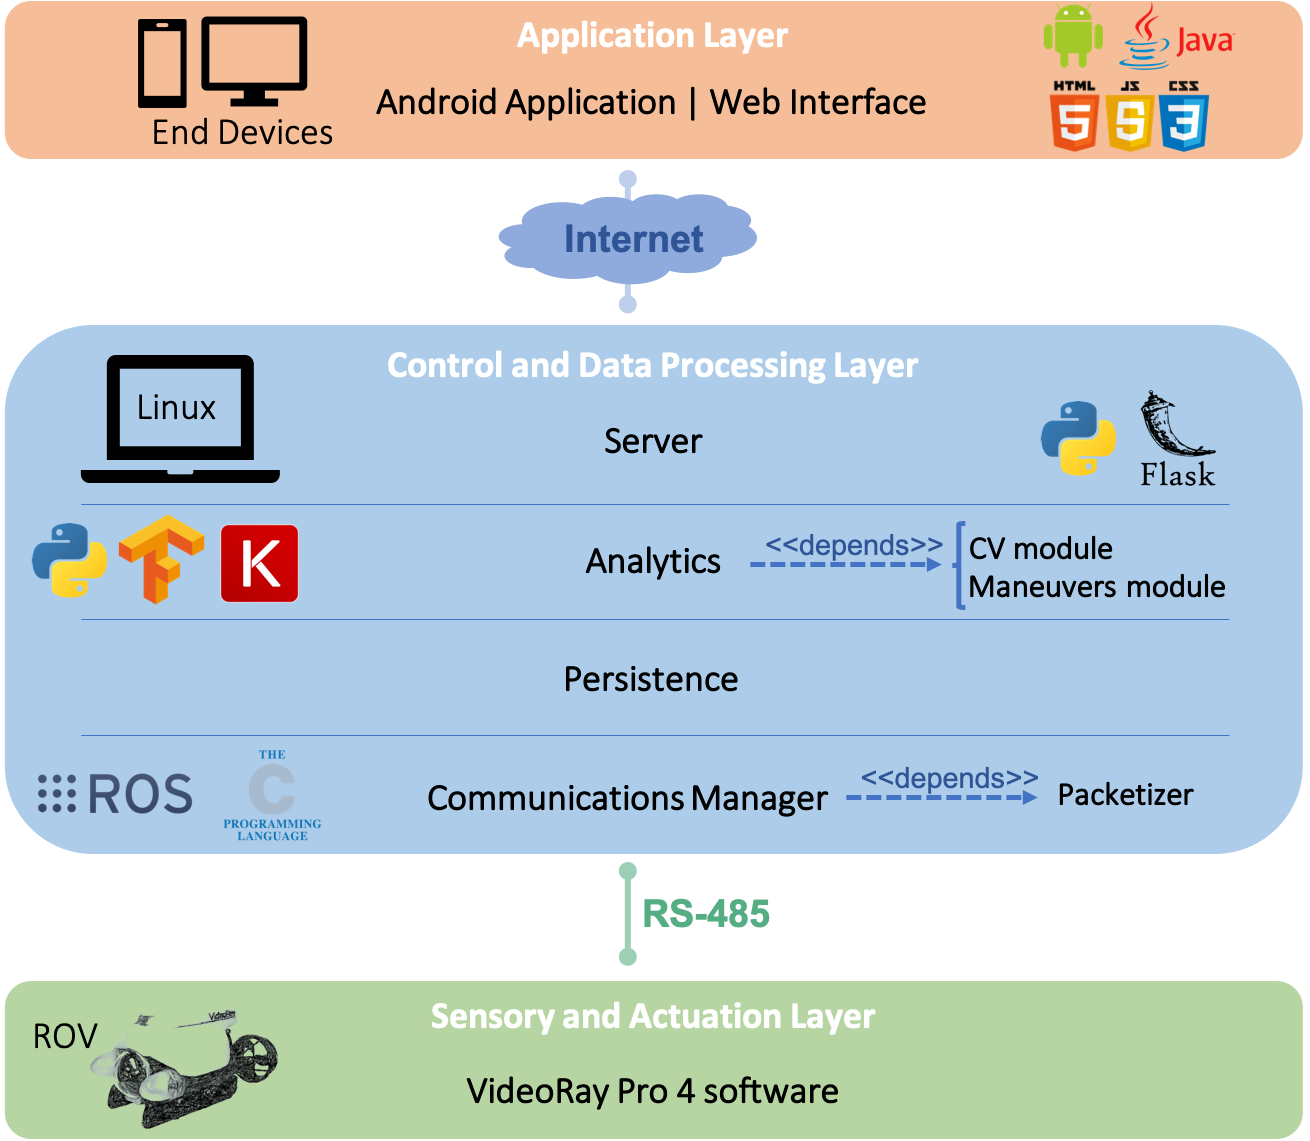 Application Layer
Android Application | Web Interface
End Devices
Java
HTML JS CSS
5 S 3
Internet
Control and Data Processing Layer
Linux
Server
Flask
K
Analytics
<<depends>>
CV module
Maneuvers module
Persistence
ROS
THE
C
PROGRAMMING
LANGUAGE
Communications Manager
<<depends>>
Packetizer
RS-485
Sensory and Actuation Layer
ROV
VideoRay
VideoRay Pro 4 software